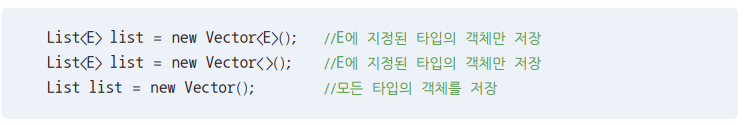 List<E> list = new Vector<E>(); //E에 지정된 타입의 객체만 저장
List<E> list = new Vector<>(); //E에 지정된 타입의 객체만 저장
List list = new Vector(); //모든 타입의 객체를 저장